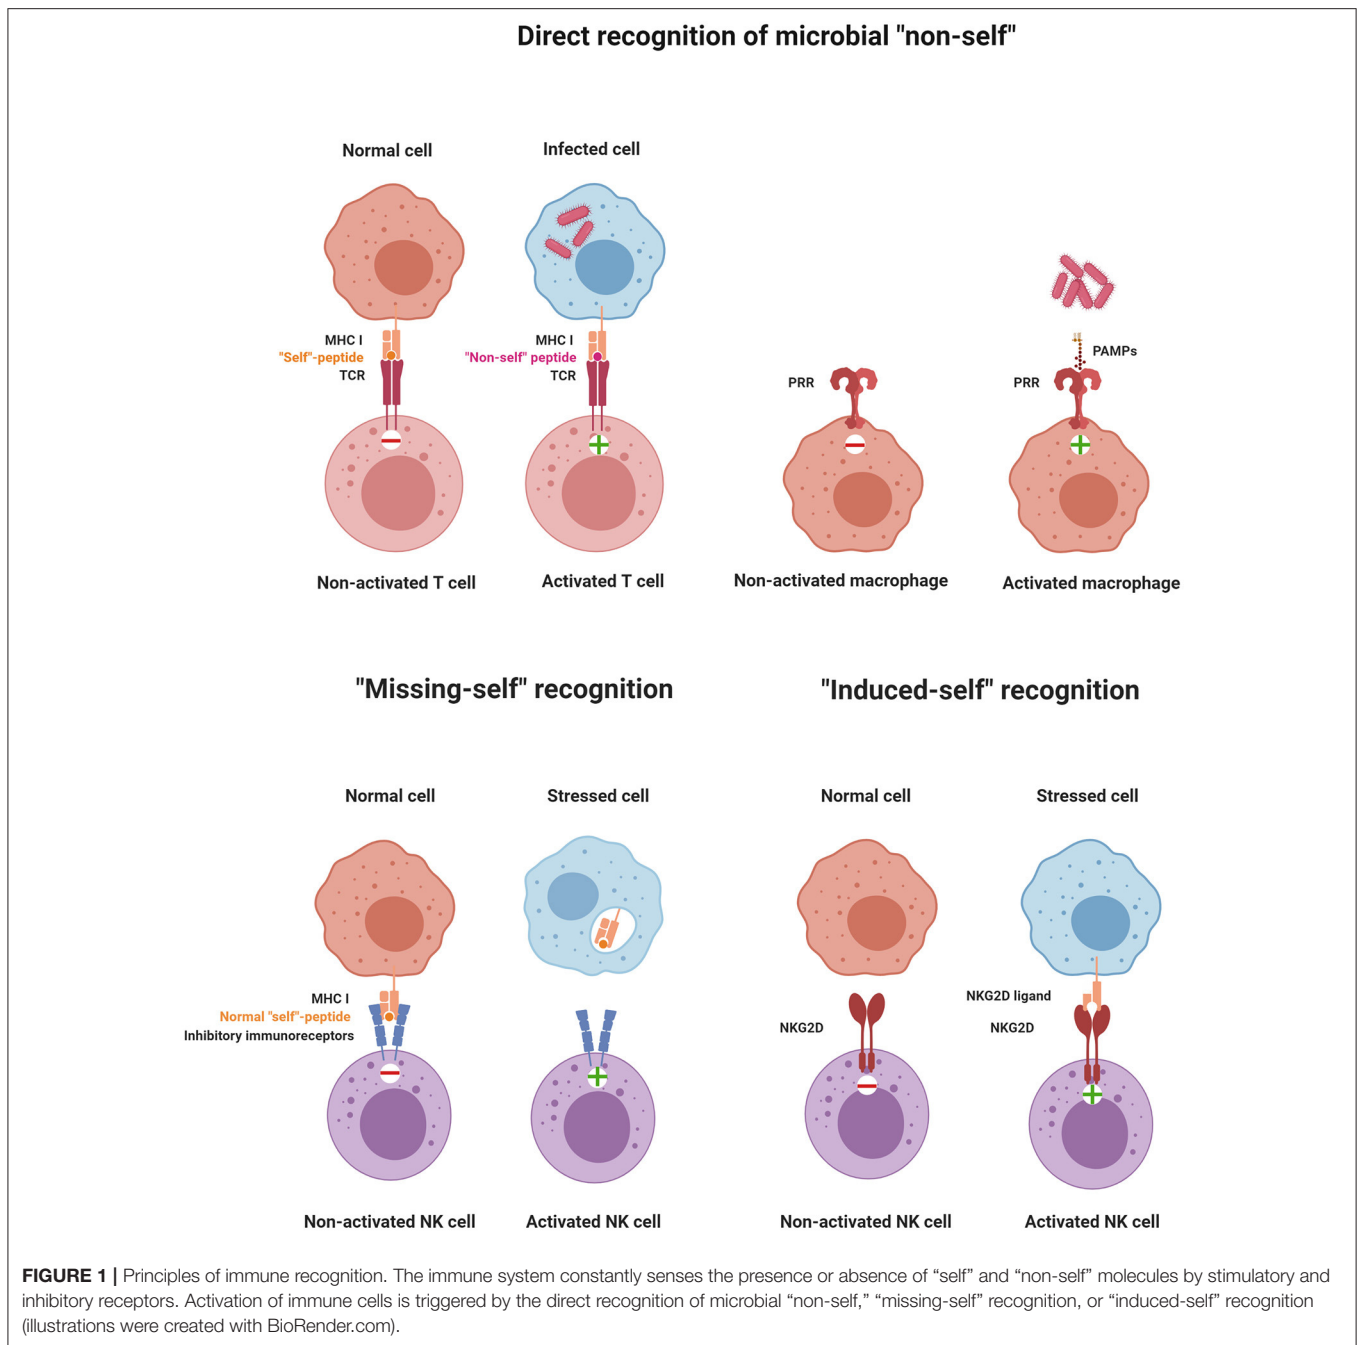 Direct recognition of microbial "non-self"
Normal cell
Infected cell
MHC I
"Self"-peptide
TCR
MHC I
"Non-self" peptide
TCR
PRR
PAMPs
PRR
Non-activated T cell
Activated T cell
Non-activated macrophage
Activated macrophage
"Missing-self" recognition
"Induced-self" recognition
Normal cell
Stressed cell
Normal cell
Stressed cell
MHC I
Normal "self"-peptide
Inhibitory immunoreceptors
NKG2D
NKG2D ligand
NKG2D
Non-activated NK cell
Activated NK cell
Non-activated NK cell
Activated NK cell
FIGURE 1 | Principles of immune recognition. The immune system constantly senses the presence or absence of “self” and “non-self” molecules by stimulatory and
inhibitory receptors. Activation of immune cells is triggered by the direct recognition of microbial “non-self,” “missing-self” recognition, or “induced-self” recognition
(illustrations were created with BioRender.com).